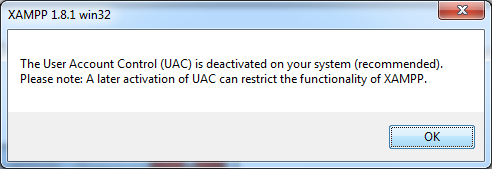 XAMPP 1.8.1 win32
The User Account Control (UAC) is deactivated on your system (recommended).
Please note: A later activation of UAC can restrict the functionality of XAMPP.
OK